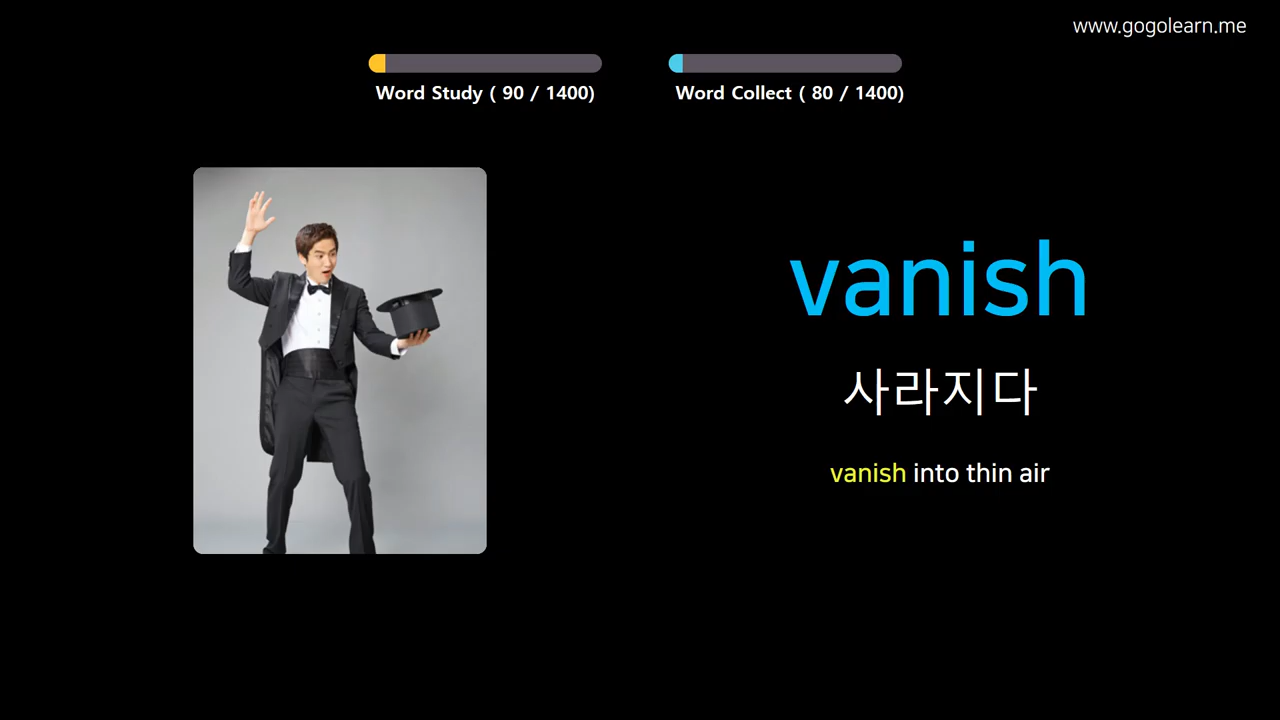 www.gogolearn.me
Word Study ( 90 / 1400)
Word Collect ( 80 / 1400)
vanish
사라지다
vanish into thin air